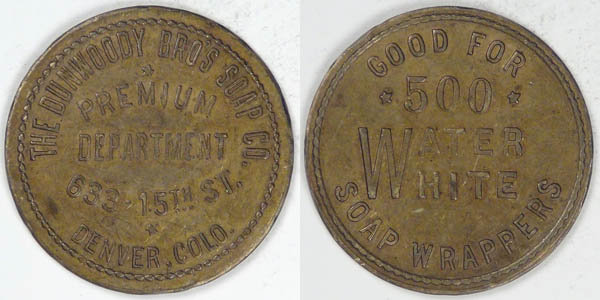 THE DUNWOODY BRO'S SOAP CO.
PREMIUM
DEPARTMENT
633-15TH ST.
DENVER, COLO.
GOOD FOR
500
WATER
WHITE
SOAP WRAPPERS